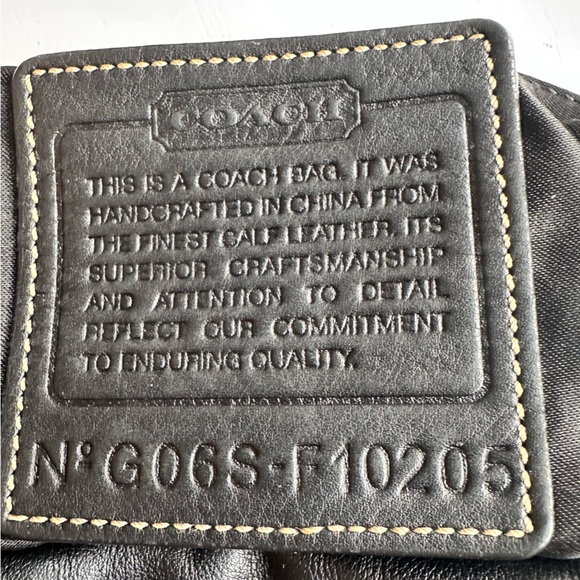 COACH
THIS IS A COACH BAG. IT WAS
HANDCRAFTED IN CHINA FROM
THE FINEST CALF LEATHER. ITS
SUPERIOR CRAFTSMANSHIP
AND ATTENTION TO DETAIL
REFLECT OUR COMMITMENT
TO ENDURING QUALITY.
Nº G06S-F10205